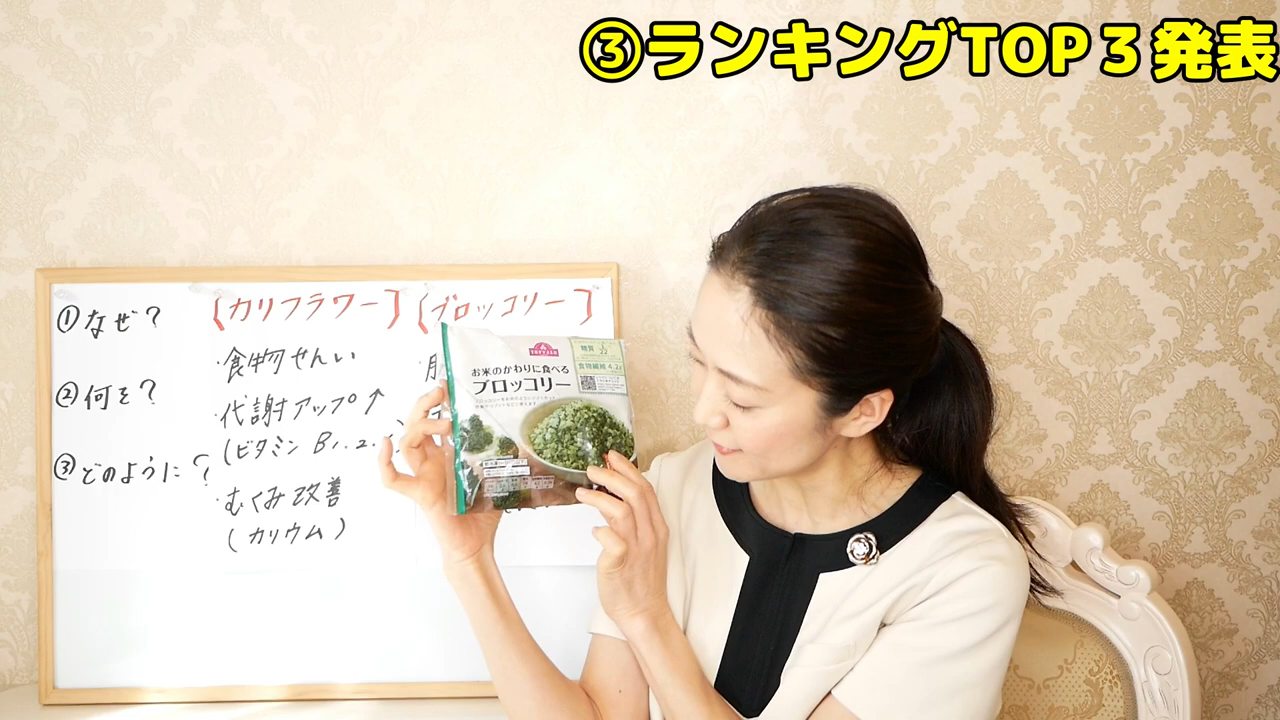 ③ランキングTOP３発表
①なぜ？
②何を？
③どのように？
【カリフラワー】
・食物せんい
・代謝アップ↑
(ビタミン B1.2.
・むくみ改善
(カリウム)
【ブロッコリー】
TOPVALU
お米のかわりに食べる
ブロッコリー
糖質
食物繊維 4.2g